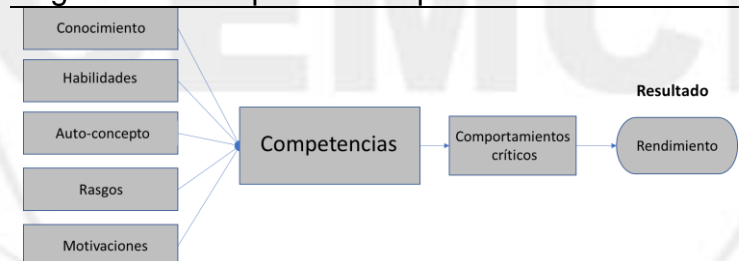 Conocimiento
Habilidades
Auto-concepto
Rasgos
Motivaciones
Competencias
Comportamientos
críticos
Resultado
Rendimiento